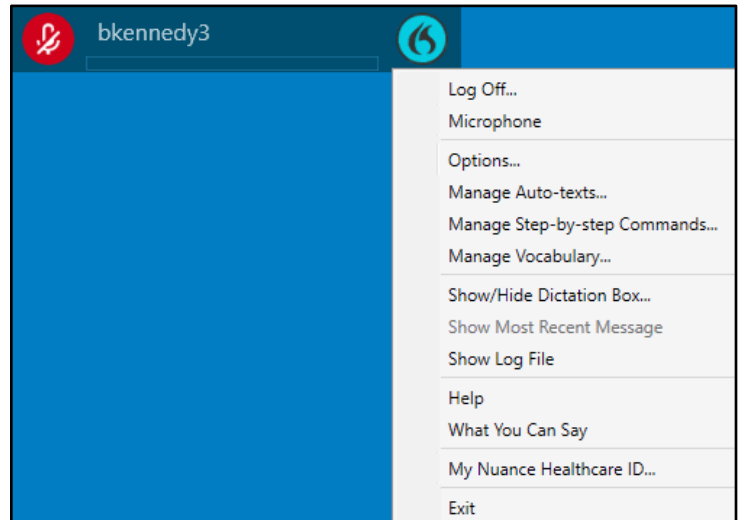 bkennedy3
Log Off...
Microphone
Options...
Manage Auto-texts...
Manage Step-by-step Commands...
Manage Vocabulary...
Show/Hide Dictation Box...
Show Most Recent Message
Show Log File
Help
What You Can Say
My Nuance Healthcare ID...
Exit